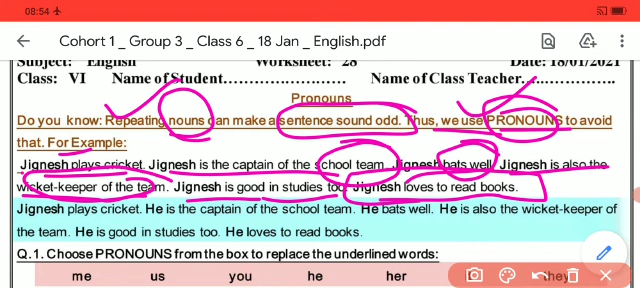 08:54
Cohort 1 _ Group 3 _ Class 6 _ 18 Jan _ English.pdf
Subject: English Worksheet: 28 Date: 18/01/2021
Class: VI Name of Student…………………… Name of Class Teacher………………
Pronouns
Do you know: Repeating nouns can make a sentence sound odd. Thus, we use PRONOUNS to avoid
that. For Example:
Jignesh plays cricket. Jignesh is the captain of the school team. Jignesh bats well. Jignesh is also the
wicket-keeper of the team. Jignesh is good in studies too. Jignesh loves to read books.
Jignesh plays cricket. He is the captain of the school team. He bats well. He is also the wicket-keeper of
the team. He is good in studies too. He loves to read books.
Q.1. Choose PRONOUNS from the box to replace the underlined words:
me us you he her they